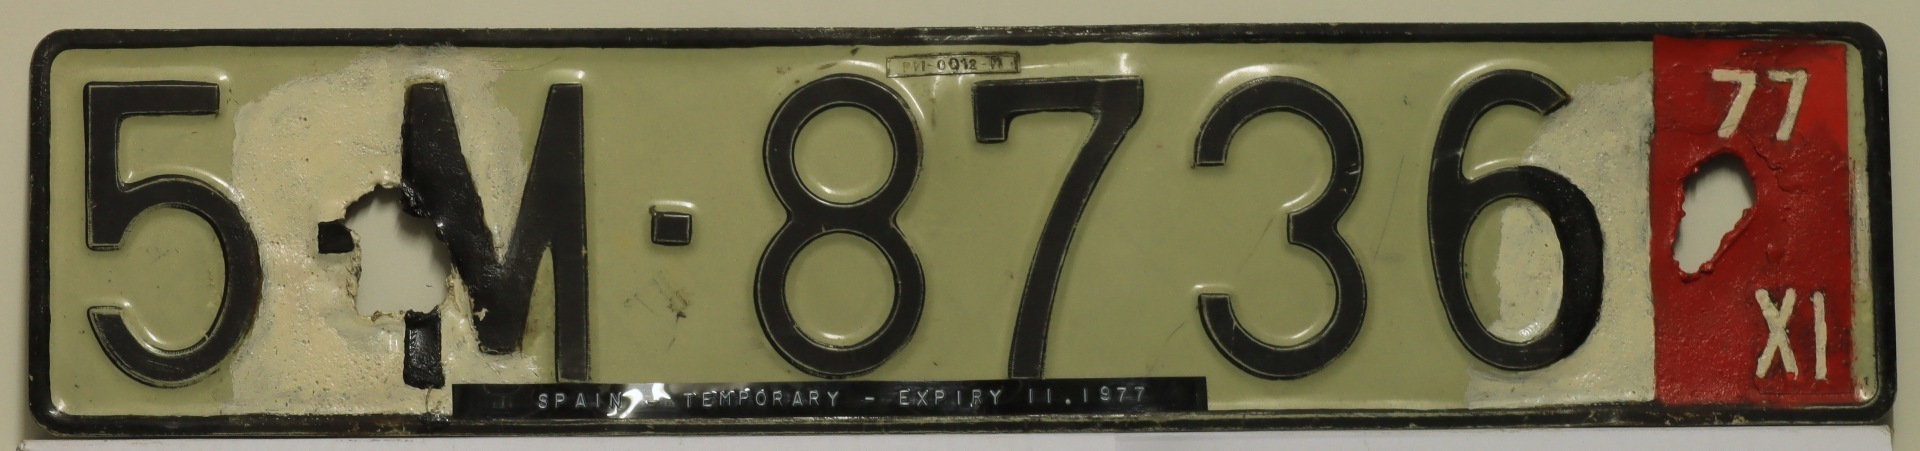 5·M·8736
77
XI
SPAIN - TEMPORARY - EXPIRY 11.1977